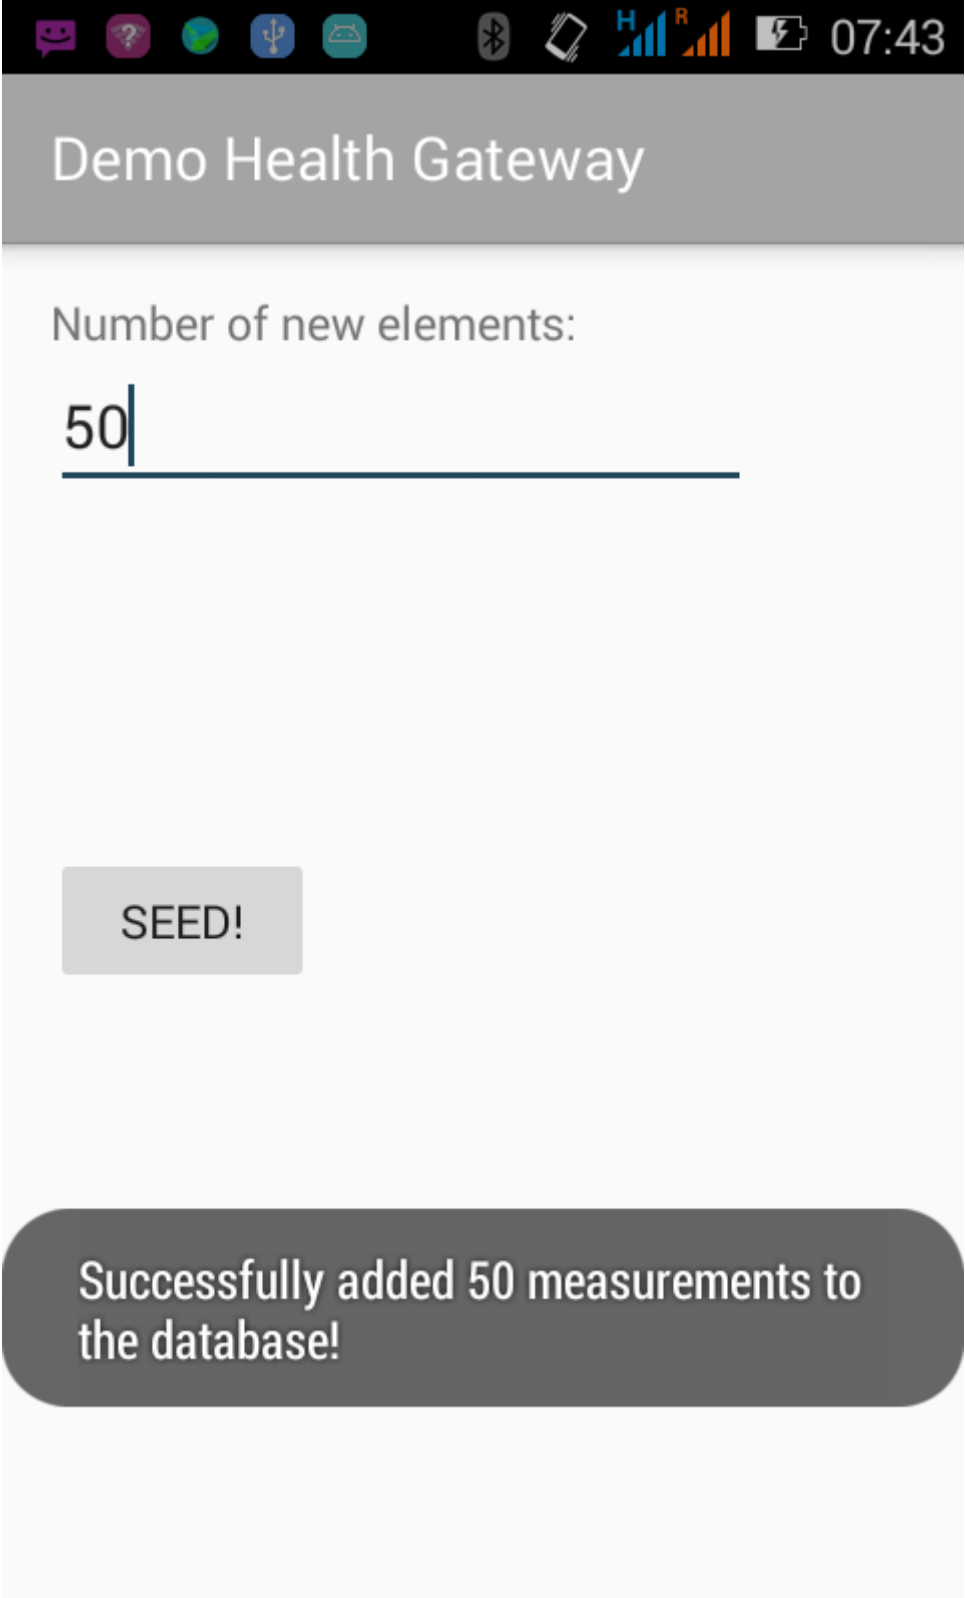 H R 07:43
Demo Health Gateway
Number of new elements:
50
SEED!
Successfully added 50 measurements to
the database!